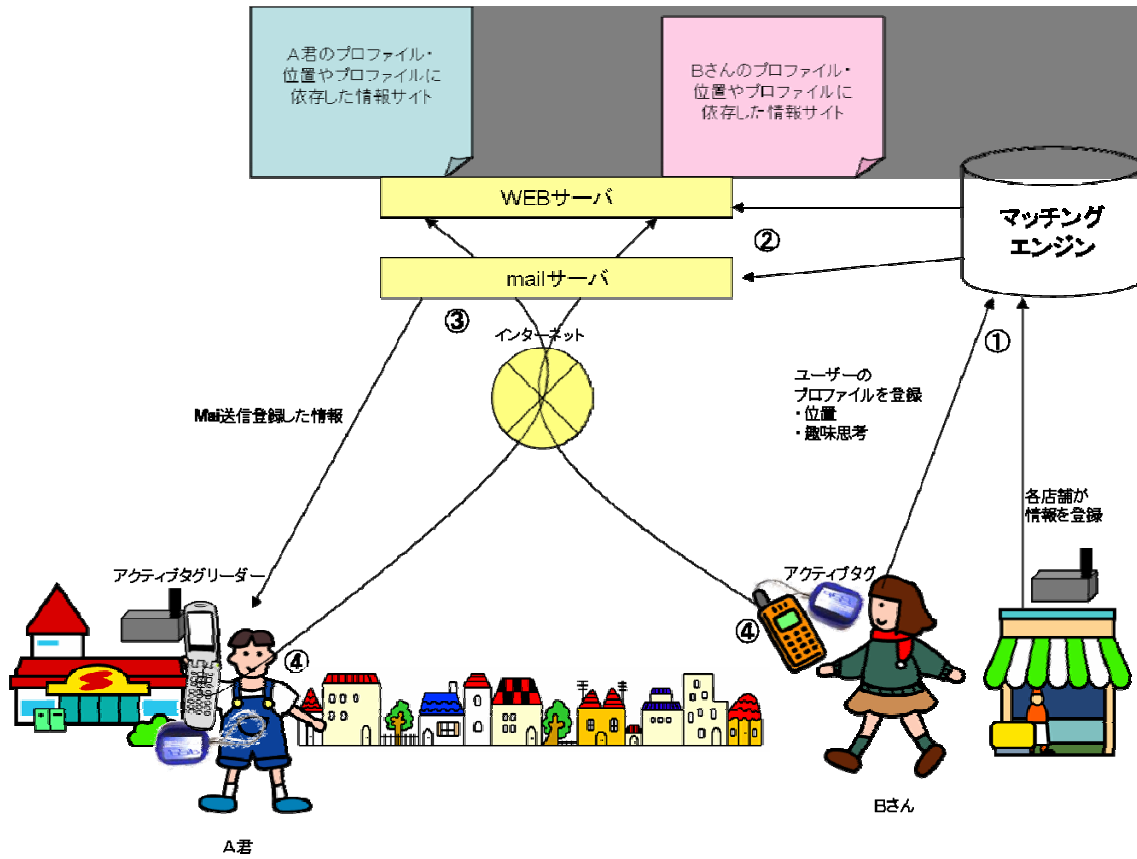 A君のプロファイル・
位置やプロファイルに
依存した情報サイト
Bさんのプロファイル・
位置やプロファイルに
依存した情報サイト
WEBサーバ
マッチング
エンジン
②
mailサーバ
③
インターネット
①
ユーザーの
プロファイルを登録
・位置
・趣味思考
Mai送信登録した情報
各店舗が
情報を登録
アクティブタグリーダー
アクティブタグ
④
④
Bさん
A君